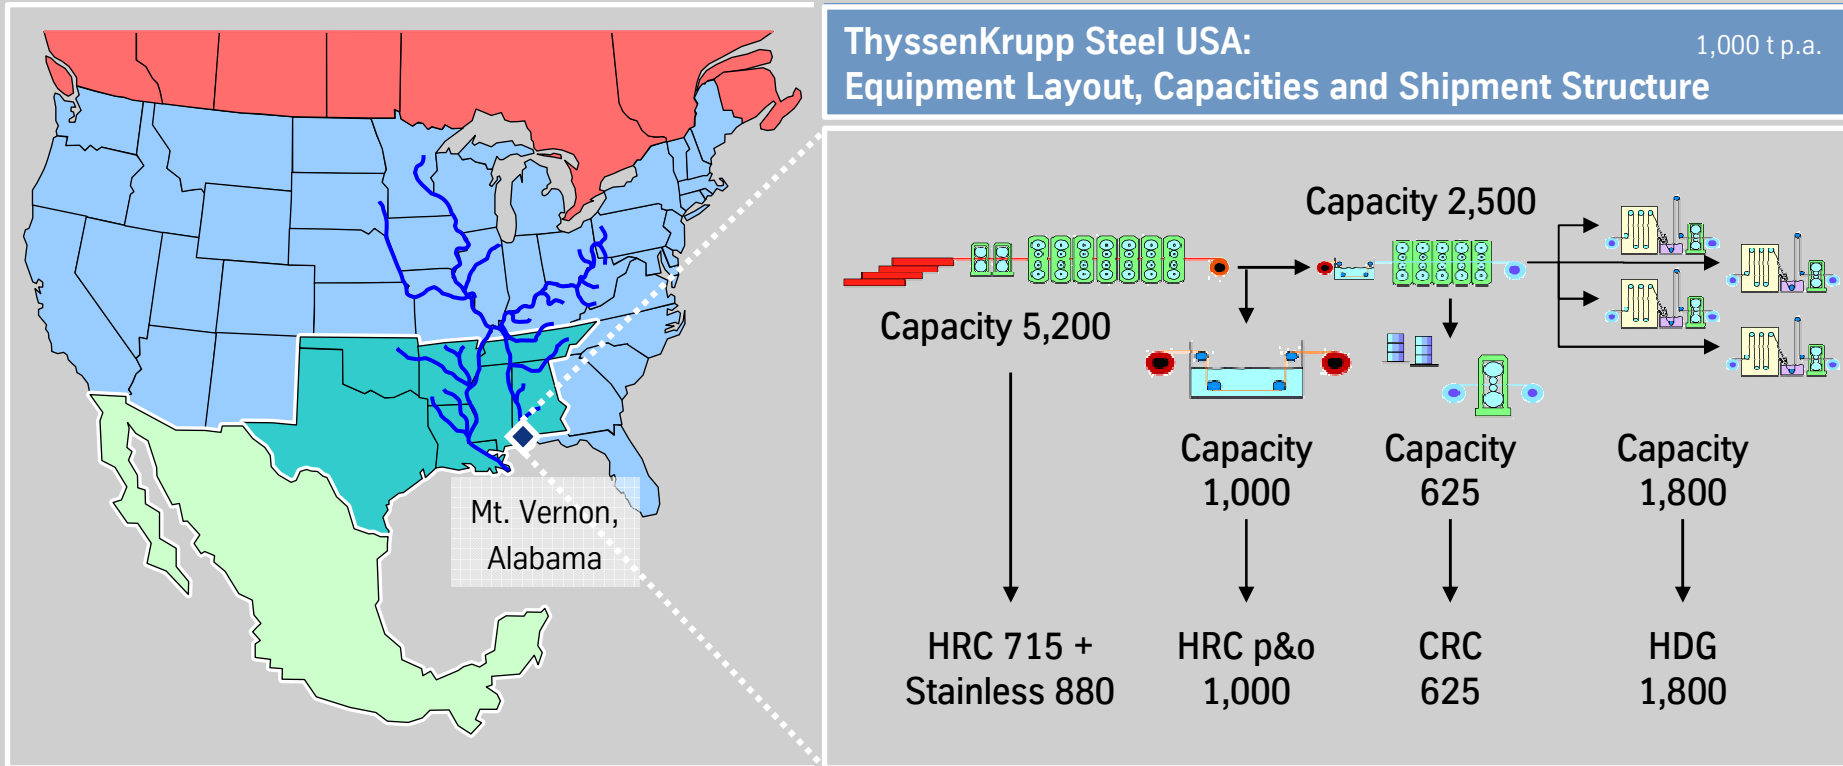 ThyssenKrupp Steel USA:
1,000 t p.a.
Equipment Layout, Capacities and Shipment Structure
Mt. Vernon,
Alabama
Capacity 2,500
Capacity 5,200
Capacity
1,000
Capacity
625
Capacity
1,800
HRC 715 +
Stainless 880
HRC p&o
1,000
CRC
625
HDG
1,800